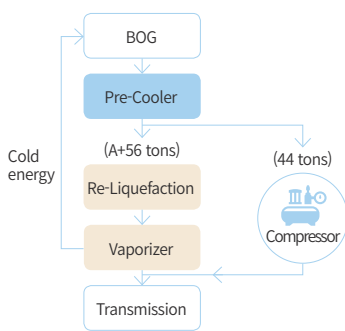 BOG
Pre-Cooler
(A+56 tons)
(44 tons)
Cold
energy
Re-Liquefaction
Compressor
Vaporizer
Transmission